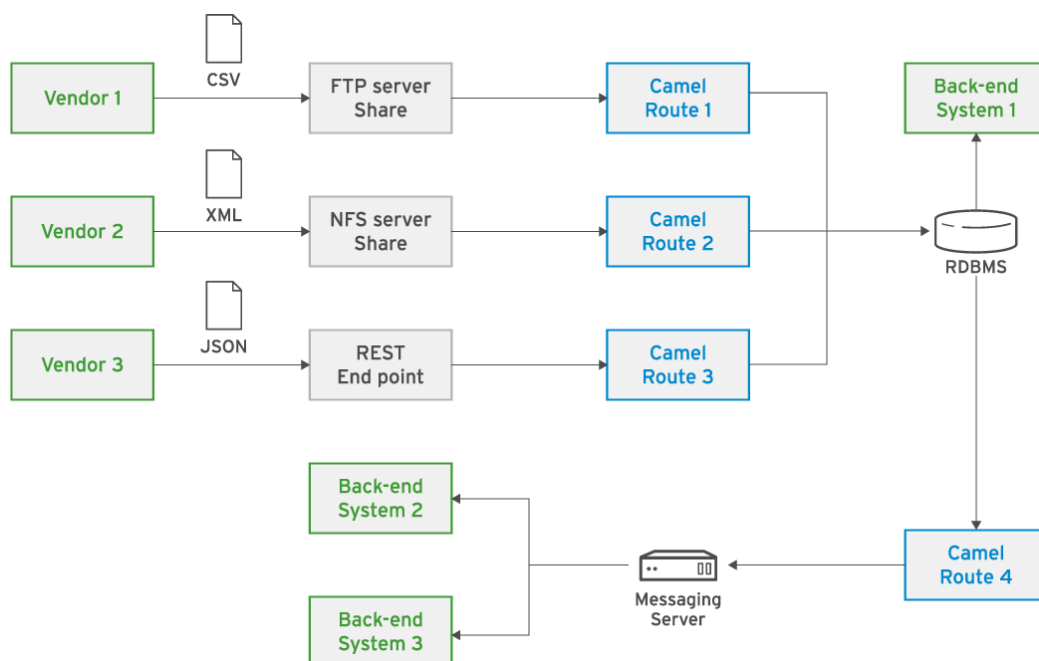 CSV
Vendor 1
FTP server
Share
Camel
Route 1
Back-end
System 1
XML
Vendor 2
NFS server
Share
Camel
Route 2
RDBMS
JSON
Vendor 3
REST
End point
Camel
Route 3
Back-end
System 2
Camel
Route 4
Messaging
Server
Back-end
System 3